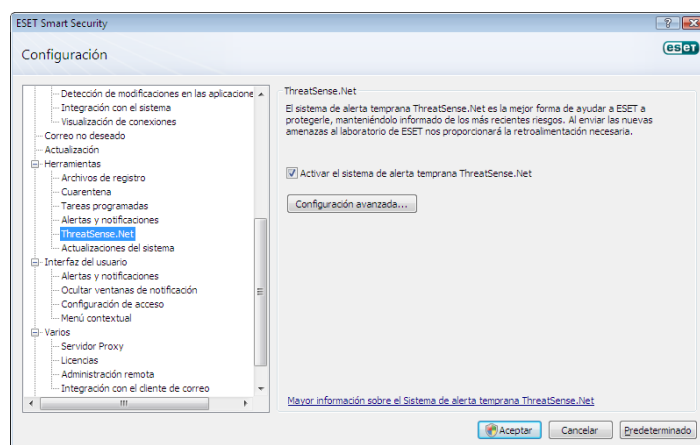 ESET Smart Security
Configuración
eset
Detección de modificaciones en las aplicacione
Integración con el sistema
Visualización de conexiones
Correo no deseado
Actualización
Herramientas
Archivos de registro
Cuarentena
Tareas programadas
Alertas y notificaciones
ThreatSense.Net
Actualizaciones del sistema
Interfaz del usuario
Alertas y notificaciones
Ocultar ventanas de notificación
Configuración de acceso
Menú contextual
Varios
Servidor Proxy
Licencias
Administración remota
Integración con el cliente de correo
ThreatSense.Net
El sistema de alerta temprana ThreatSense.Net es la mejor forma de ayudar a ESET a
protegerle, manteniéndolo informado de los más recientes riesgos. Al enviar las nuevas
amenazas al laboratorio de ESET nos proporcionará la retroalimentación necesaria.
Activar el sistema de alerta temprana ThreatSense.Net
Configuración avanzada...
Mayor información sobre el Sistema de alerta temprana ThreatSense.Net
Aceptar
Cancelar
Predeterminado